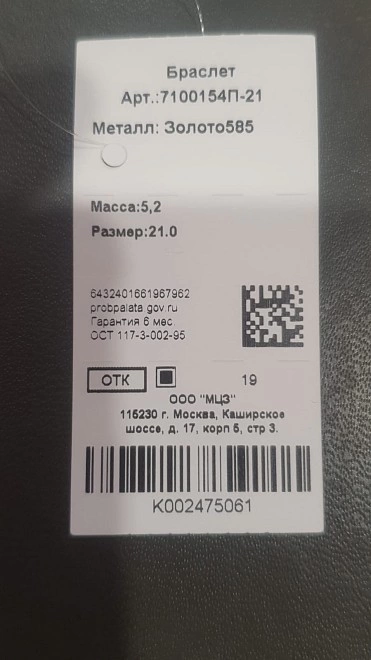 Браслет
Арт.:7100154П-21
Металл: Золото585
Масса:5,2
Размер:21.0
6432401661967962
probpalata gov.ru
Гарантия 6 мес
ОСТ 117-3-002-95
ОТК
19
ООО "МЦЗ"
115230 г. Москва, Каширское
шоссе, д. 17, корп 5, стр 3.
K002475061